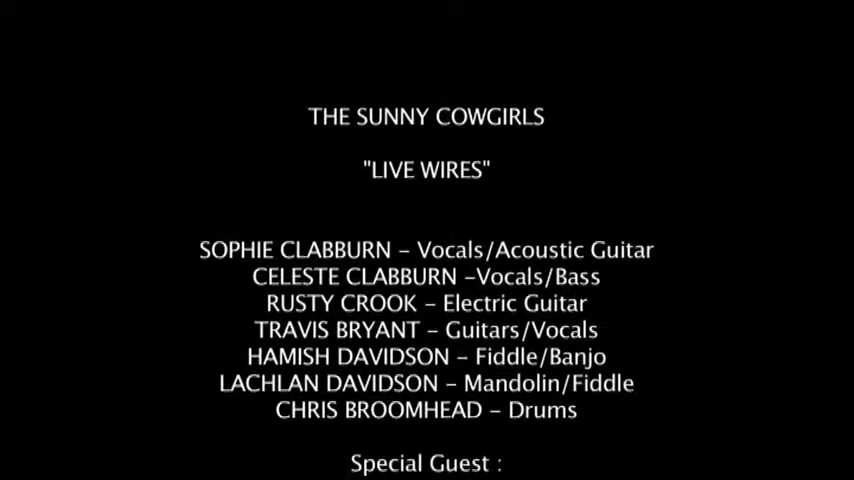 THE SUNNY COWGIRLS
"LIVE WIRES"
SOPHIE CLABBURN – Vocals/Acoustic Guitar
CELESTE CLABBURN –Vocals/Bass
RUSTY CROOK – Electric Guitar
TRAVIS BRYANT – Guitars/Vocals
HAMISH DAVIDSON – Fiddle/Banjo
LACHLAN DAVIDSON – Mandolin/Fiddle
CHRIS BROOMHEAD – Drums
Special Guest :